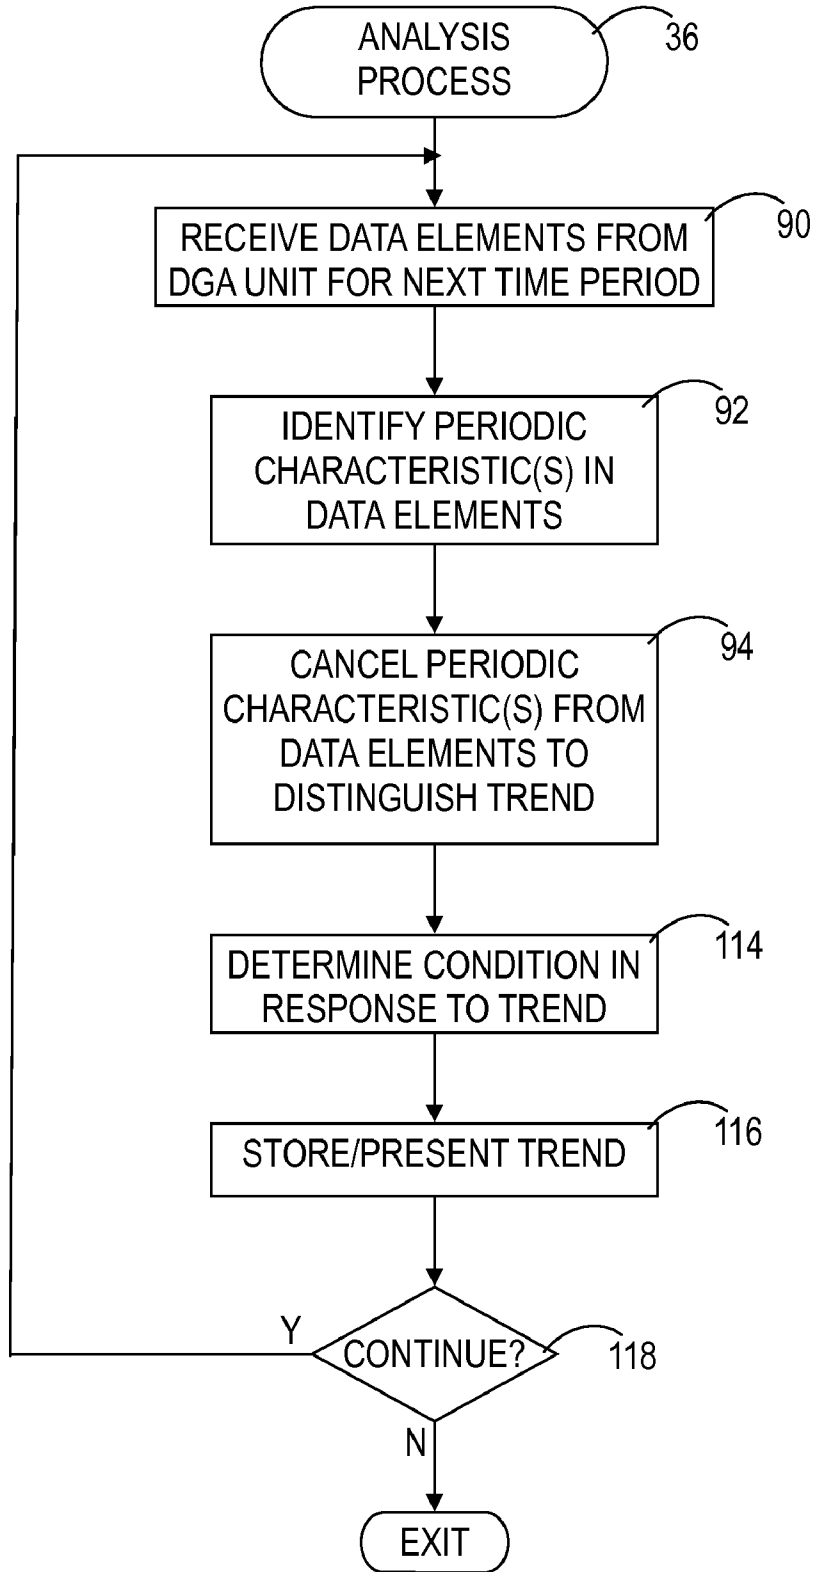 ANALYSIS
PROCESS
36
RECEIVE DATA ELEMENTS FROM
DGA UNIT FOR NEXT TIME PERIOD
90
IDENTIFY PERIODIC
CHARACTERISTIC(S) IN
DATA ELEMENTS
92
CANCEL PERIODIC
CHARACTERISTIC(S) FROM
DATA ELEMENTS TO
DISTINGUISH TREND
94
DETERMINE CONDITION IN
RESPONSE TO TREND
114
STORE/PRESENT TREND
116
Y
CONTINUE?
118
N
EXIT